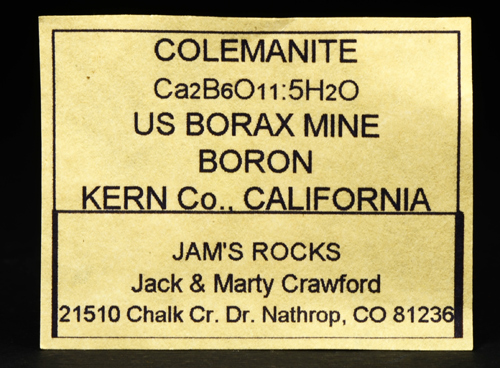 COLEMANITE
Ca2B6O11:5H2O
US BORAX MINE
BORON
KERN Co., CALIFORNIA
JAM'S ROCKS
Jack & Marty Crawford
21510 Chalk Cr. Dr. Nathrop, CO 81236